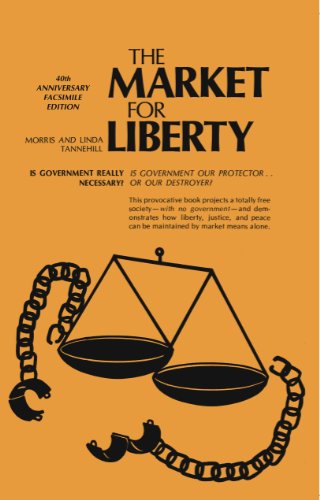 THE
MARKET
FOR
LIBERTY
40th
ANNIVERSARY
FACSIMILE
EDITION
MORRIS AND LINDA
TANNEHILL
IS GOVERNMENT REALLY
NECESSARY?
IS GOVERNMENT OUR PROTECTOR . .
OR OUR DESTROYER?
This provocative book projects a totally free
society—with no government—and dem-
onstrates how liberty, justice, and peace
can be maintained by market means alone.